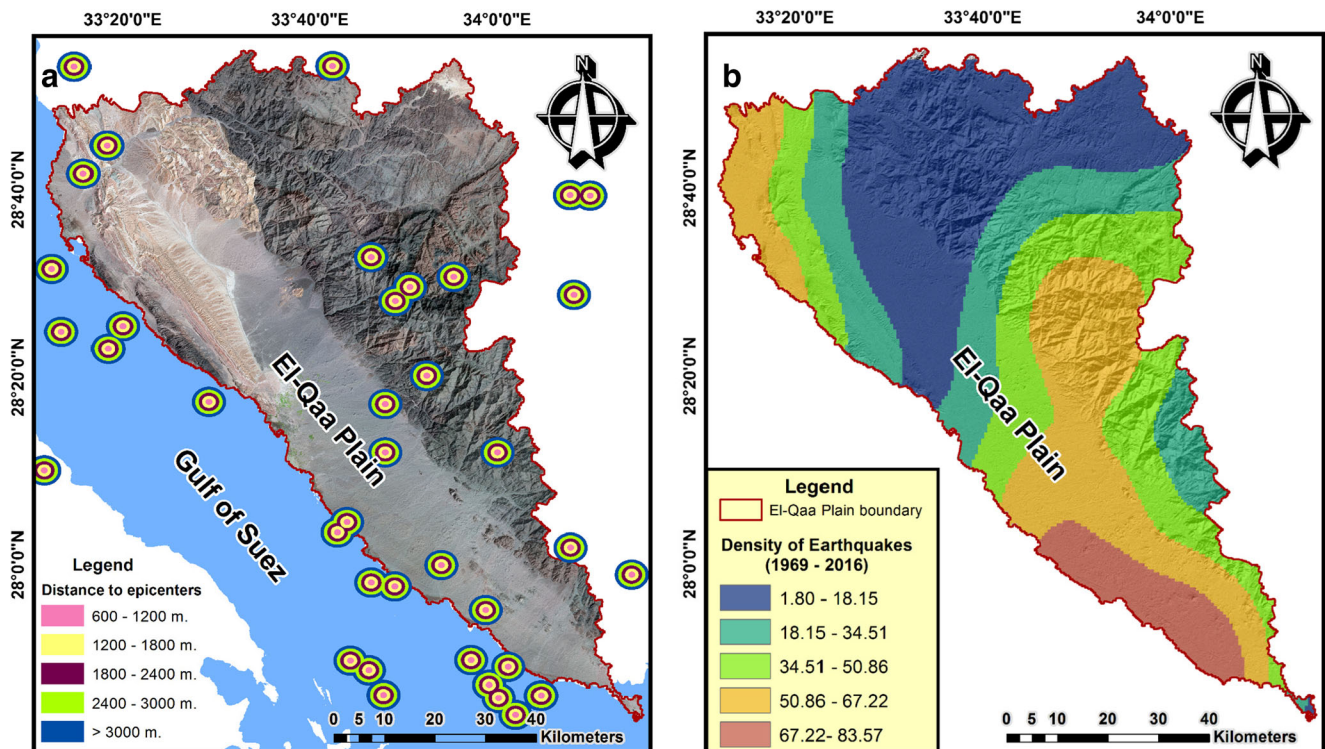 33°20'0"E
33°40'0"E
34°0'0"E
a
N
28°40'0"N
28°20'0"N
28°0'0"N
El-Qaa Plain
Gulf of Suez
Legend
Distance to epicenters
600 - 1200 m.
1200 - 1800 m.
1800 - 2400 m.
2400 - 3000 m.
> 3000 m.
0 5 10 20 30 40
Kilometers
33°20'0"E
33°40'0"E
34°0'0"E
b
N
28°40'0"N
28°20'0"N
28°0'0"N
El-Qaa Plain
Legend
El-Qaa Plain boundary
Density of Earthquakes
(1969 - 2016)
1.80 - 18.15
18.15 - 34.51
34.51 - 50.86
50.86 - 67.22
67.22- 83.57
0 5 10 20 30 40
Kilometers